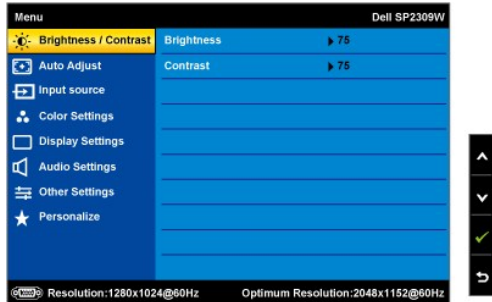 Menu Dell SP2309W
Brightness / Contrast Brightness 75
Auto Adjust Contrast 75
Input source
Color Settings
Display Settings
Audio Settings
Other Settings
Personalize
Resolution:1280x1024@60Hz Optimum Resolution:2048x1152@60Hz